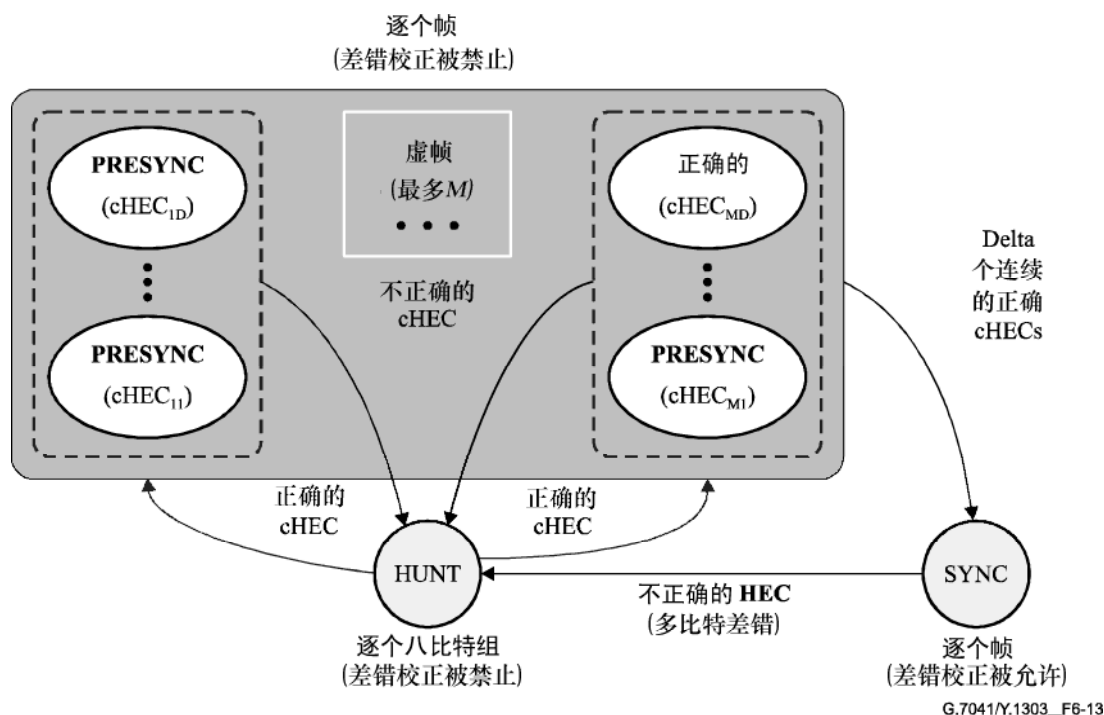 逐个帧
(差错校正被禁止)
PRESYNC
(cHEC1D)
PRESYNC
(cHEC11)
虚帧
(最多M)
• • •
不正确的
cHEC
正确的
(cHECMD)
PRESYNC
(cHECM1)
Delta
个连续
的正确
cHECs
正确的
cHEC
正确的
cHEC
HUNT
逐个八比特组
(差错校正被禁止)
不正确的 HEC
(多比特差错)
SYNC
逐个帧
(差错校正被允许)
G.7041/Y.1303_F6-13